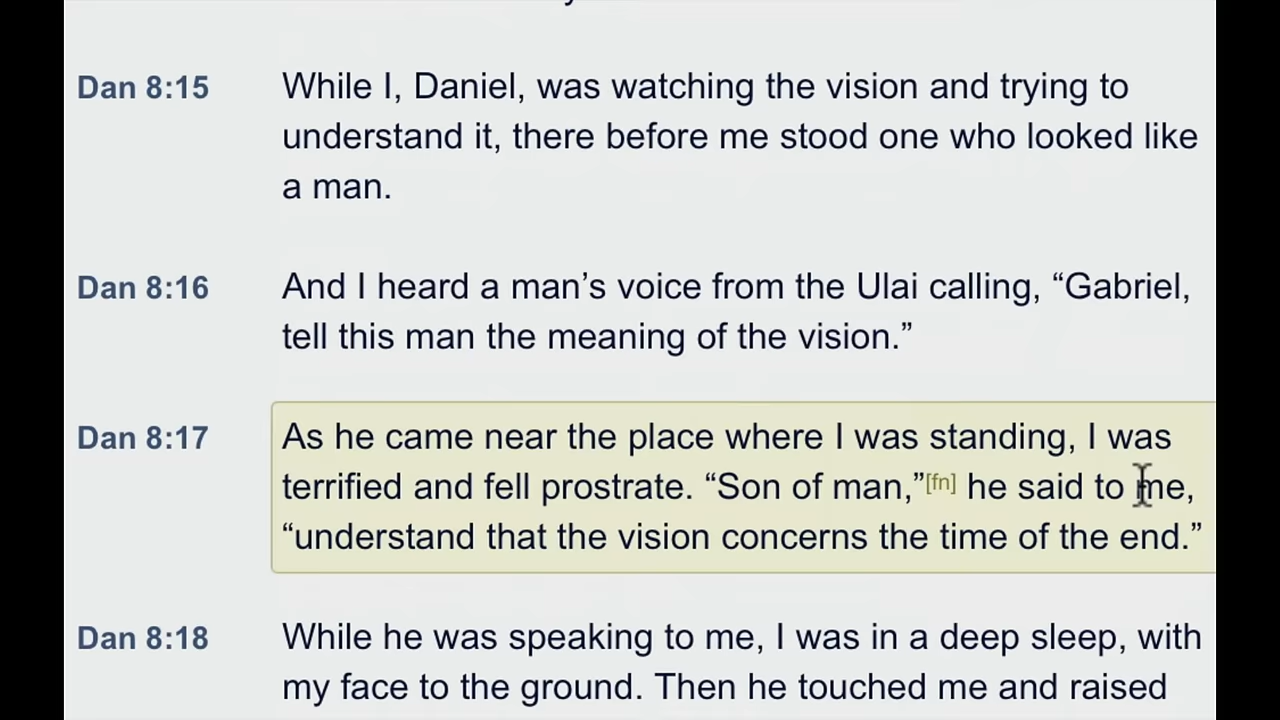 Dan 8:15 While I, Daniel, was watching the vision and trying to
understand it, there before me stood one who looked like
a man.
Dan 8:16 And I heard a man’s voice from the Ulai calling, “Gabriel,
tell this man the meaning of the vision.”
Dan 8:17 As he came near the place where I was standing, I was
terrified and fell prostrate. “Son of man,”[fn] he said to me,
“understand that the vision concerns the time of the end.”
Dan 8:18 While he was speaking to me, I was in a deep sleep, with
my face to the ground. Then he touched me and raised